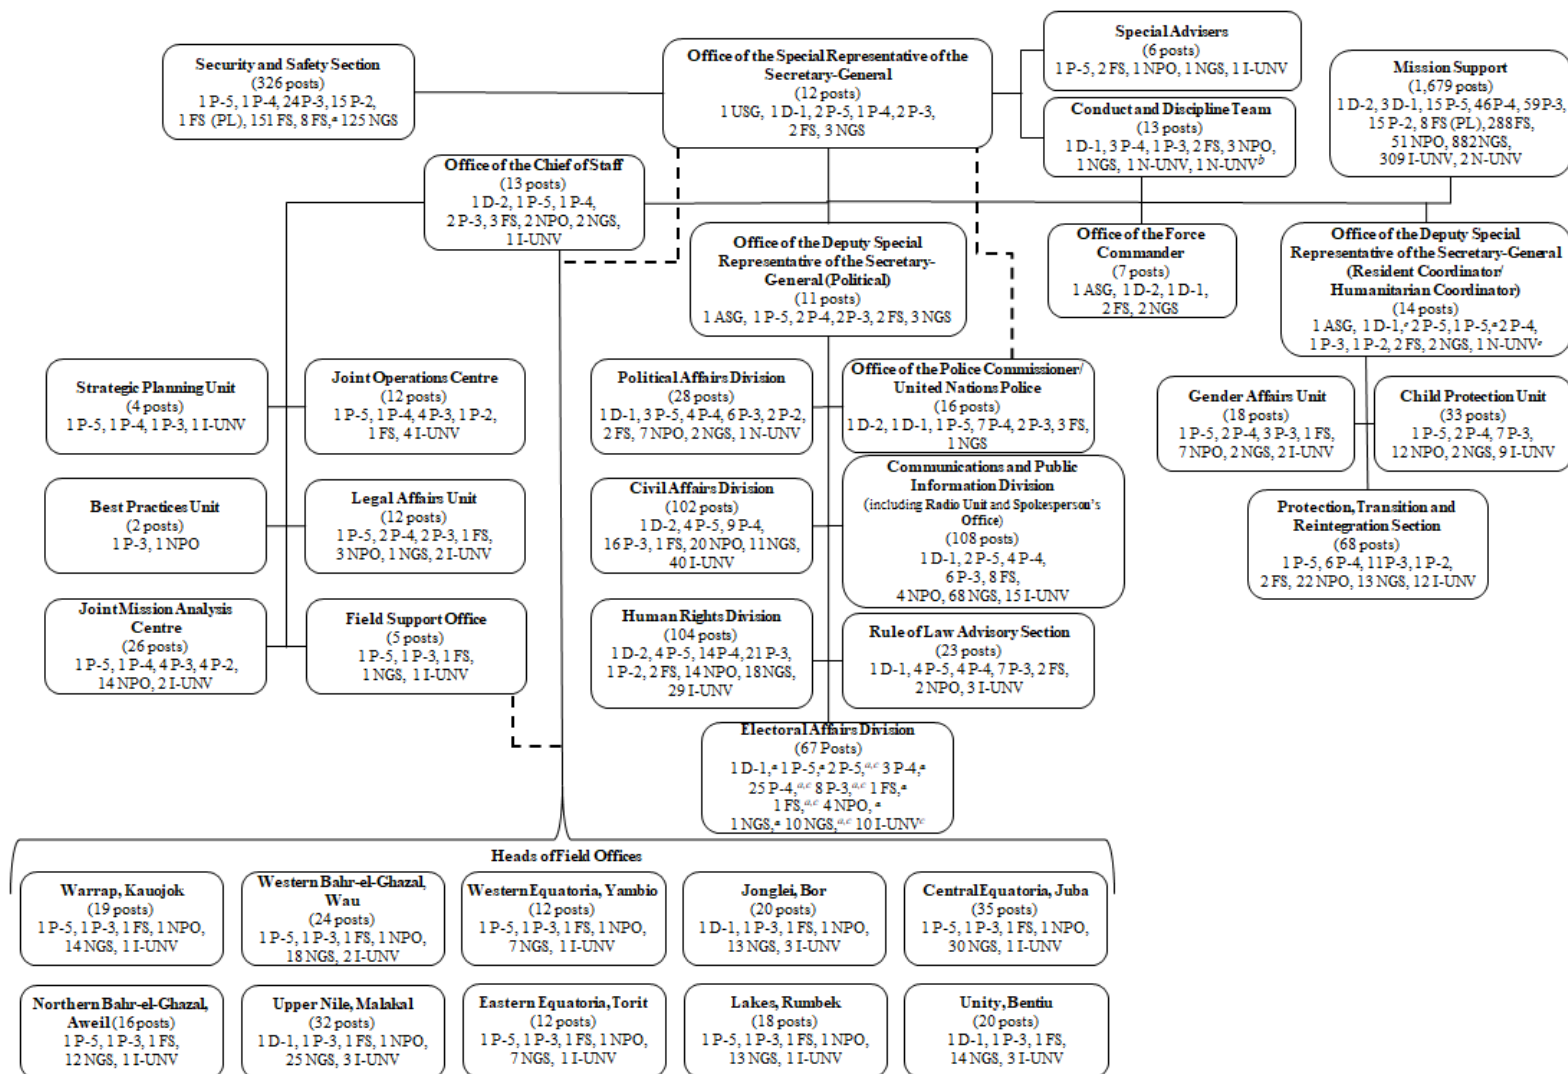 Security and Safety Section
(326 posts)
1 P-5, 1 P-4, 24 P-3, 15 P-2,
1 FS (PL), 151 FS, 8 FS,ᵃ 125 NGS
Office of the Special Representative of the
Secretary-General
(12 posts)
1 USG, 1 D-1, 2 P-5, 1 P-4, 2 P-3,
2 FS, 3 NGS
Special Advisers
(6 posts)
1 P-5, 2 FS, 1 NPO, 1 NGS, 1 I-UNV
Conduct and Discipline Team
(13 posts)
1 D-1, 3 P-4, 1 P-3, 2 FS, 3 NPO,
1 NGS, 1 N-UNV, 1 N-UNVᵇ
Mission Support
(1,679 posts)
1 D-2, 3 D-1, 15 P-5, 46 P-4, 59 P-3,
15 P-2, 8 FS (PL), 288 FS,
51 NPO, 882 NGS,
309 I-UNV, 2 N-UNV
Office of the Chief of Staff
(13 posts)
1 D-2, 1 P-5, 1 P-4,
2 P-3, 3 FS, 2 NPO, 2 NGS,
1 I-UNV
Office of the Deputy Special
Representative of the Secretary-
General (Political)
(11 posts)
1 ASG, 1 P-5, 2 P-4, 2 P-3, 2 FS, 3 NGS
Office of the Force
Commander
(7 posts)
1 ASG, 1 D-2, 1 D-1,
2 FS, 2 NGS
Office of the Deputy Special
Representative of the Secretary-General
(Resident Coordinator/
Humanitarian Coordinator)
(14 posts)
1 ASG, 1 D-1,ᵉ 2 P-5, 1 P-5,ᵃ 2 P-4,
1 P-3, 1 P-2, 2 FS, 2 NGS, 1 N-UNVᵉ
Strategic Planning Unit
(4 posts)
1 P-5, 1 P-4, 1 P-3, 1 I-UNV
Joint Operations Centre
(12 posts)
1 P-5, 1 P-4, 4 P-3, 1 P-2,
1 FS, 4 I-UNV
Political Affairs Division
(28 posts)
1 D-1, 3 P-5, 4 P-4, 6 P-3, 2 P-2,
2 FS, 7 NPO, 2 NGS, 1 N-UNV
Office of the Police Commissioner/
United Nations Police
(16 posts)
1 D-2, 1 D-1, 1 P-5, 7 P-4, 2 P-3, 3 FS,
1 NGS
Gender Affairs Unit
(18 posts)
1 P-5, 2 P-4, 3 P-3, 1 FS,
7 NPO, 2 NGS, 2 I-UNV
Child Protection Unit
(33 posts)
1 P-5, 2 P-4, 7 P-3,
12 NPO, 2 NGS, 9 I-UNV
Best Practices Unit
(2 posts)
1 P-3, 1 NPO
Legal Affairs Unit
(12 posts)
1 P-5, 2 P-4, 2 P-3, 1 FS,
3 NPO, 1 NGS, 2 I-UNV
Civil Affairs Division
(102 posts)
1 D-2, 4 P-5, 9 P-4,
16 P-3, 1 FS, 20 NPO, 11 NGS,
40 I-UNV
Communications and Public
Information Division
(including Radio Unit and Spokesperson's
Office)
(108 posts)
1 D-1, 2 P-5, 4 P-4,
6 P-3, 8 FS,
4 NPO, 68 NGS, 15 I-UNV
Protection, Transition and
Reintegration Section
(68 posts)
1 P-5, 6 P-4, 11 P-3, 1 P-2,
2 FS, 22 NPO, 13 NGS, 12 I-UNV
Joint Mission Analysis
Centre
(26 posts)
1 P-5, 1 P-4, 4 P-3, 4 P-2,
14 NPO, 2 I-UNV
Field Support Office
(5 posts)
1 P-5, 1 P-3, 1 FS,
1 NGS, 1 I-UNV
Human Rights Division
(104 posts)
1 D-2, 4 P-5, 14 P-4, 21 P-3,
1 P-2, 2 FS, 14 NPO, 18 NGS,
29 I-UNV
Rule of Law Advisory Section
(23 posts)
1 D-1, 4 P-5, 4 P-4, 7 P-3, 2 FS,
2 NPO, 3 I-UNV
Electoral Affairs Division
(67 Posts)
1 D-1,ᵃ 1 P-5,ᵃ 2 P-5,ᵃ,ᶜ 3 P-4,ᵃ
25 P-4,ᵃ,ᶜ 8 P-3,ᵃ,ᶜ 1 FS,ᵃ
1 FS,ᵃ,ᶜ 4 NPO, ᵃ
1 NGS,ᵃ 10 NGS,ᵃ,ᶜ 10 I-UNVᶜ
Heads of Field Offices
Warrap, Kauojok
(19 posts)
1 P-5, 1 P-3, 1 FS, 1 NPO,
14 NGS, 1 I-UNV
Western Bahr-el-Ghazal,
Wau
(24 posts)
1 P-5, 1 P-3, 1 FS, 1 NPO,
18 NGS, 2 I-UNV
Western Equatoria, Yambio
(12 posts)
1 P-5, 1 P-3, 1 FS, 1 NPO,
7 NGS, 1 I-UNV
Jonglei, Bor
(20 posts)
1 D-1, 1 P-3, 1 FS, 1 NPO,
13 NGS, 3 I-UNV
Central Equatoria, Juba
(35 posts)
1 P-5, 1 P-3, 1 FS, 1 NPO,
30 NGS, 1 I-UNV
Northern Bahr-el-Ghazal,
Aweil (16 posts)
1 P-5, 1 P-3, 1 FS,
12 NGS, 1 I-UNV
Upper Nile, Malakal
(32 posts)
1 D-1, 1 P-3, 1 FS, 1 NPO,
25 NGS, 3 I-UNV
Eastern Equatoria, Torit
(12 posts)
1 P-5, 1 P-3, 1 FS, 1 NPO,
7 NGS, 1 I-UNV
Lakes, Rumbek
(18 posts)
1 P-5, 1 P-3, 1 FS, 1 NPO,
13 NGS, 1 I-UNV
Unity, Bentiu
(20 posts)
1 D-1, 1 P-3, 1 FS,
14 NGS, 3 I-UNV